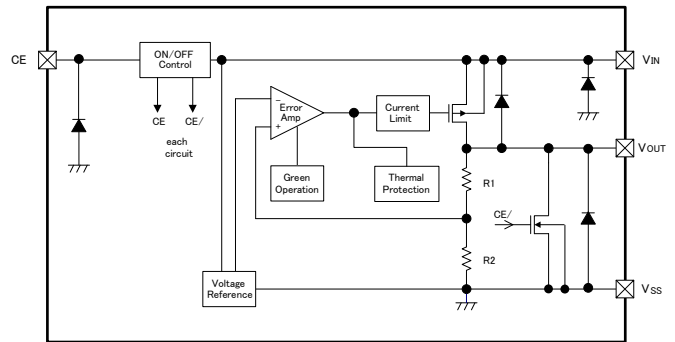 CE
ON/OFF
Control
VIN
CE
CE/
each
circuit
−
Error
Amp
+
Current
Limit
VOUT
Green
Operation
Thermal
Protection
R1
CE/
R2
Voltage
Reference
VSS